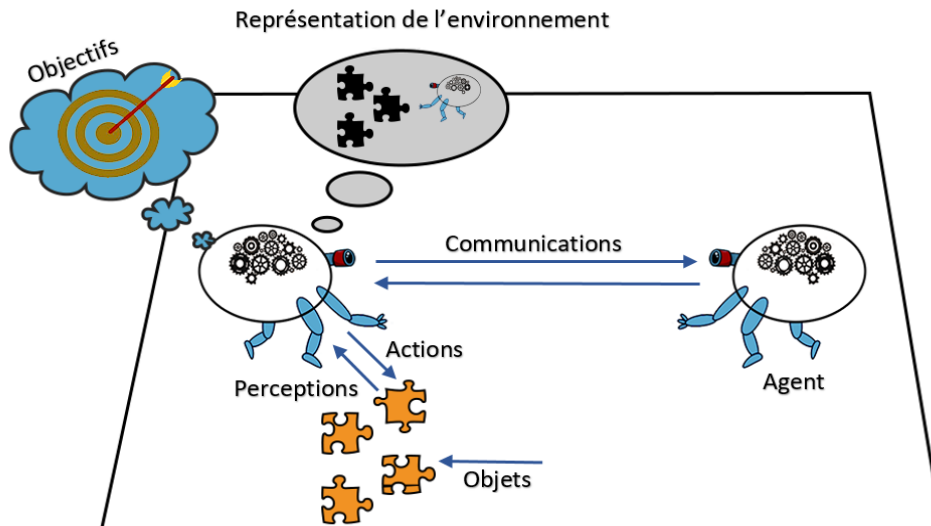 Représentation de l’environnement
Objectifs
Communications
Actions
Perceptions
Agent
Objets